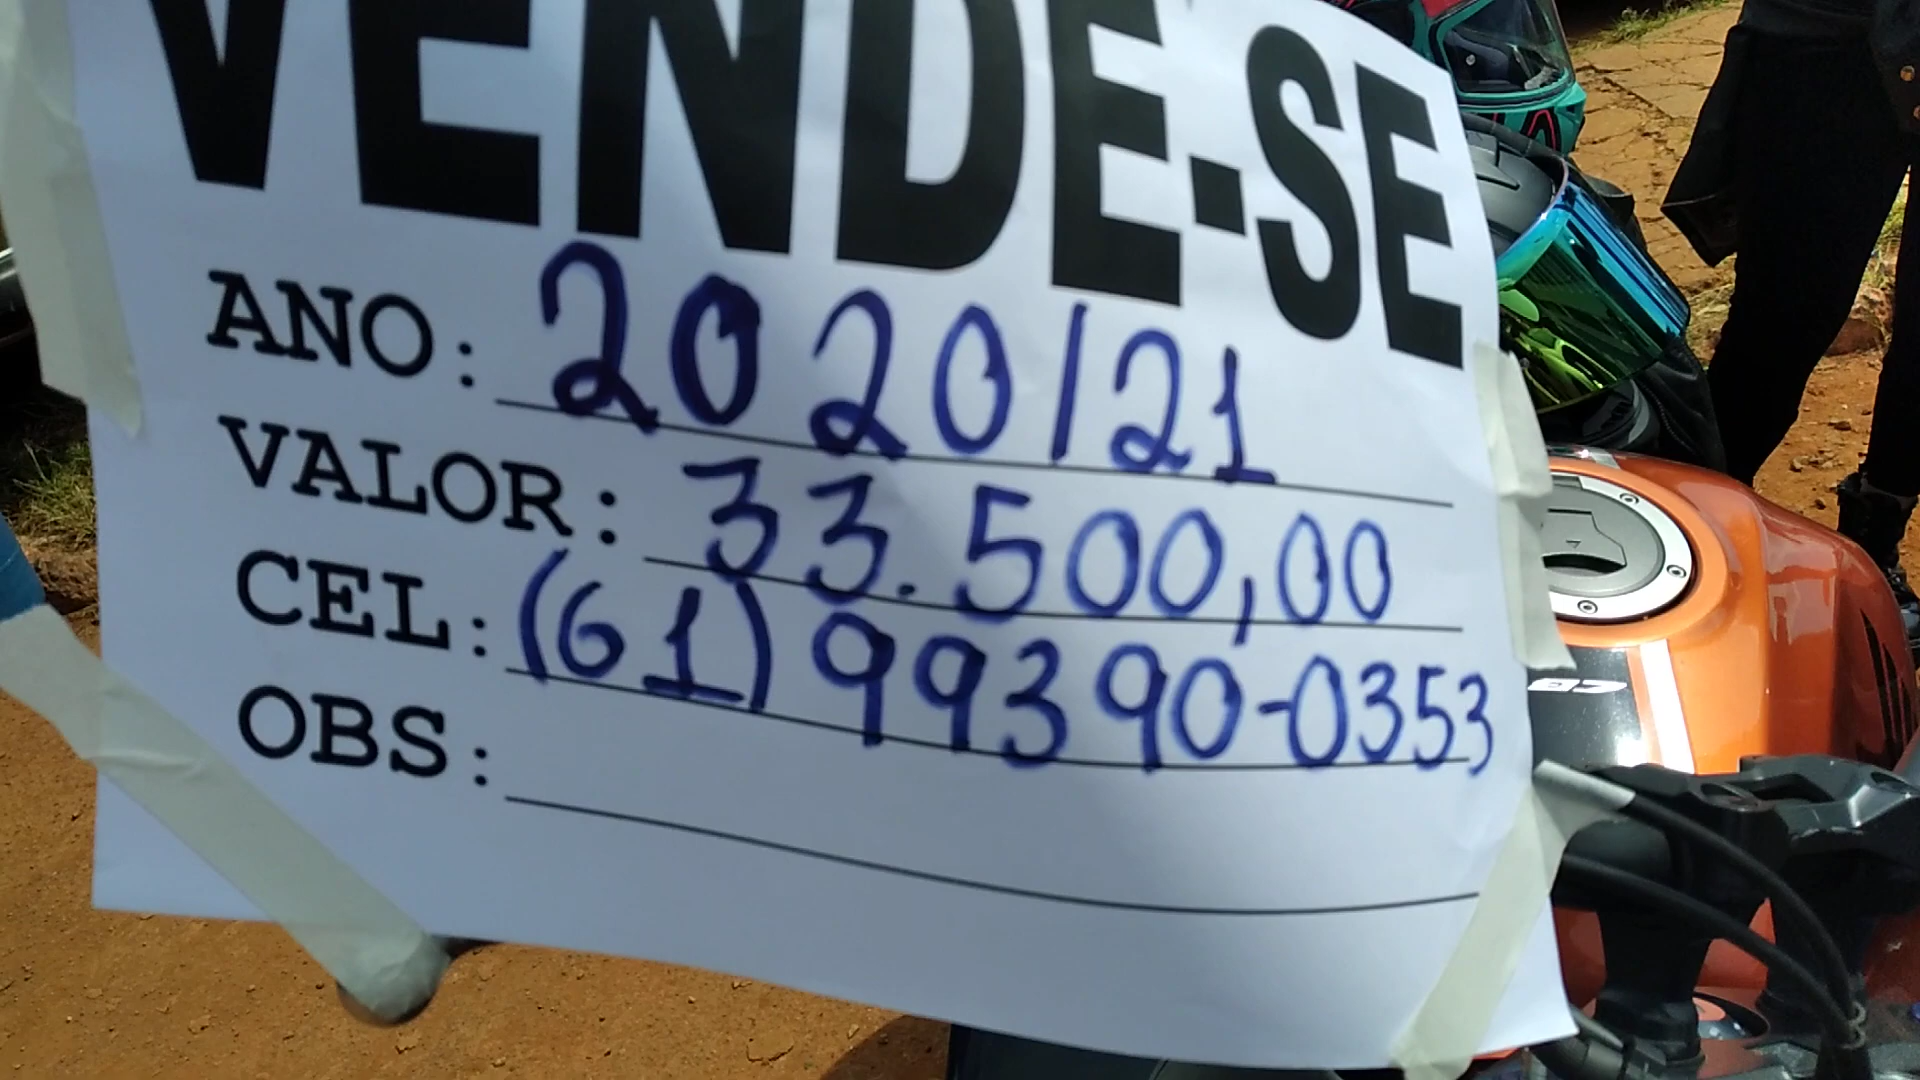 VENDE-SE
ANO: 2020/21
VALOR: 33.500,00
CEL: (61) 99390-0353
OBS: